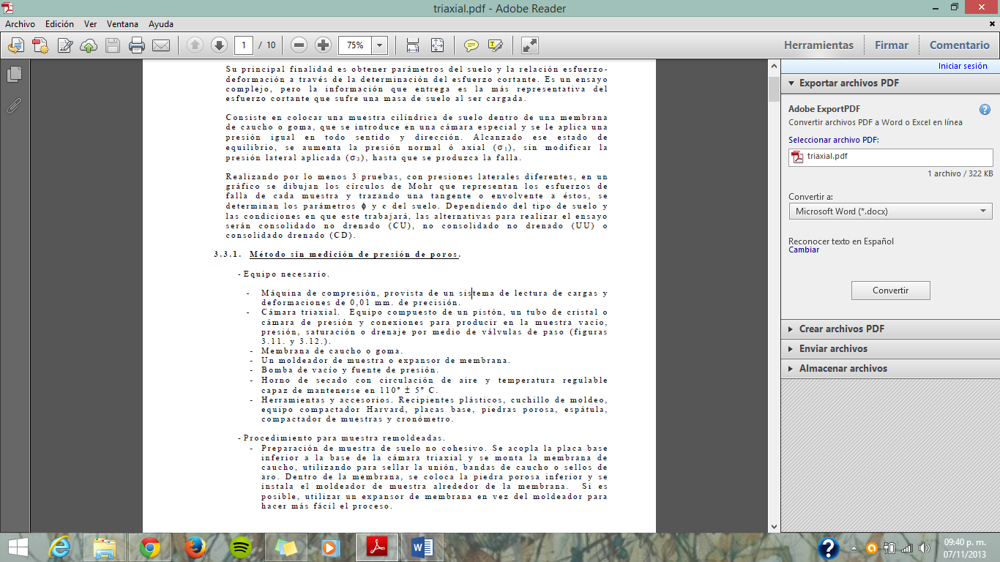 triaxial.pdf - Adobe Reader
Archivo Edición Ver Ventana Ayuda
1 / 10 75% Herramientas Firmar Comentario
Iniciar sesión
Su principal finalidad es obtener parámetros del suelo y la relación esfuerzo-
deformación a través de la determinación del esfuerzo cortante. Es un ensayo
complejo, pero la información que entrega es la más representativa del
esfuerzo cortante que sufre una masa de suelo al ser cargada.
Consiste en colocar una muestra cilíndrica de suelo dentro de una membrana
de caucho o goma, que se introduce en una cámara especial y se le aplica una
presión igual en todo sentido y dirección. Alcanzado ese estado de
equilibrio, se aumenta la presión normal ó axial (σ₁), sin modificar la
presión lateral aplicada (σ₃), hasta que se produzca la falla.
Realizando por lo menos 3 pruebas, con presiones laterales diferentes, en un
gráfico se dibujan los círculos de Mohr que representan los esfuerzos de
falla de cada muestra y trazando una tangente o envolvente a éstos, se
determinan los parámetros ϕ y c del suelo. Dependiendo del tipo de suelo y
las condiciones en que este trabajará, las alternativas para realizar el ensayo
serán consolidado no drenado (CU), no consolidado no drenado (UU) o
consolidado drenado (CD).
3.3.1. Método sin medición de presión de poros.
- Equipo necesario.
- Máquina de compresión, provista de un sistema de lectura de cargas y
deformaciones de 0,01 mm. de precisión.
- Cámara triaxial. Equipo compuesto de un pistón, un tubo de cristal o
cámara de presión y conexiones para producir en la muestra vacío,
presión, saturación o drenaje por medio de válvulas de paso (figuras
3.11. y 3.12.).
- Membrana de caucho o goma.
- Un moldeador de muestra o expansor de membrana.
- Bomba de vacío y fuente de presión.
- Horno de secado con circulación de aire y temperatura regulable
capaz de mantenerse en 110° ± 5° C.
- Herramientas y accesorios. Recipientes plásticos, cuchillo de moldeo,
equipo compactador Harvard, placas base, piedras porosa, espátula,
compactador de muestras y cronómetro.
- Procedimiento para muestra remoldeadas.
- Preparación de muestra de suelo no cohesivo. Se acopla la placa base
inferior a la base de la cámara triaxial y se monta la membrana de
caucho, utilizando para sellar la unión, bandas de caucho o sellos de
aro. Dentro de la membrana, se coloca la piedra porosa inferior y se
instala el moldeador de muestra alrededor de la membrana. Si es
posible, utilizar un expansor de membrana en vez del moldeador para
hacer más fácil el proceso.
Exportar archivos PDF
Adobe ExportPDF
Convertir archivos PDF a Word o Excel en línea
Seleccionar archivo PDF:
triaxial.pdf
1 archivo / 322 KB
Convertir a:
Microsoft Word (*.docx)
Reconocer texto en Español
Cambiar
Convertir
Crear archivos PDF
Enviar archivos
Almacenar archivos
09:40 p. m.
07/11/2013